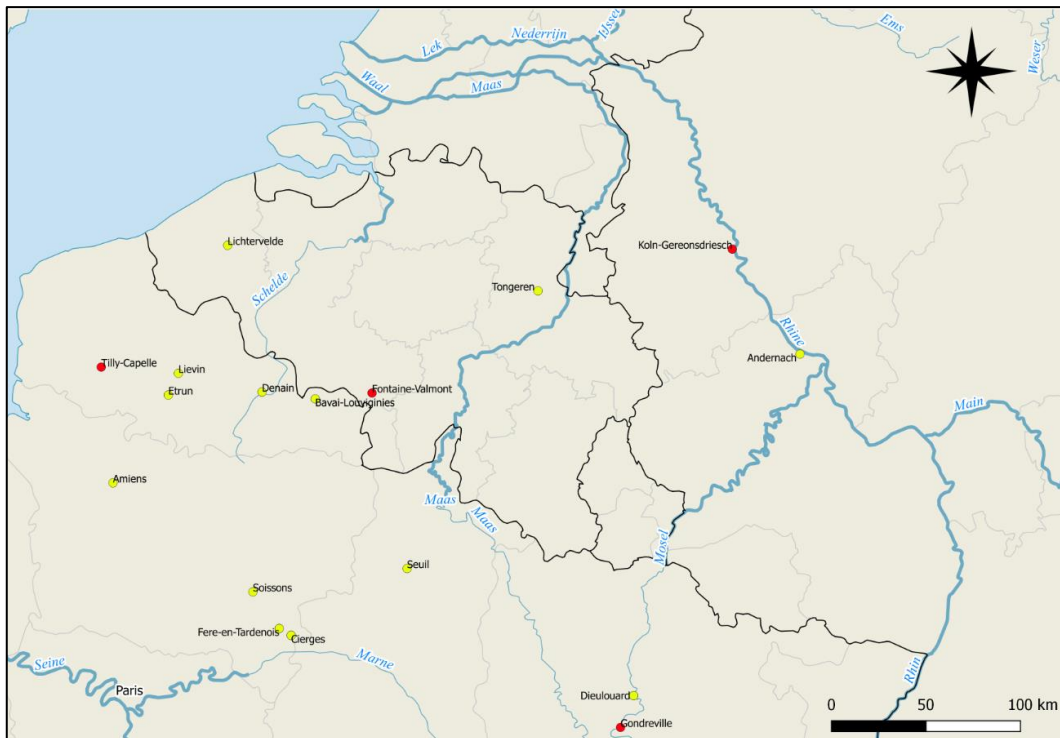 Ems
IJssel
Nederrijn
Lek
Weser
Waal
Maas
Lichtervelde
Koln-Gereonsdriesch
Schelde
Tongeren
Rhine
Andernach
Tilly-Capelle
Lievin
Etrun
Denain
Fontaine-Valmont
Bavai-Louviginies
Main
Amiens
Maas
Maas
Mosel
Seuil
Soissons
Fere-en-Tardenois
Cierges
Seine
Marne
Rhin
Paris
Dieulouard
Gondreville
0 50 100 km